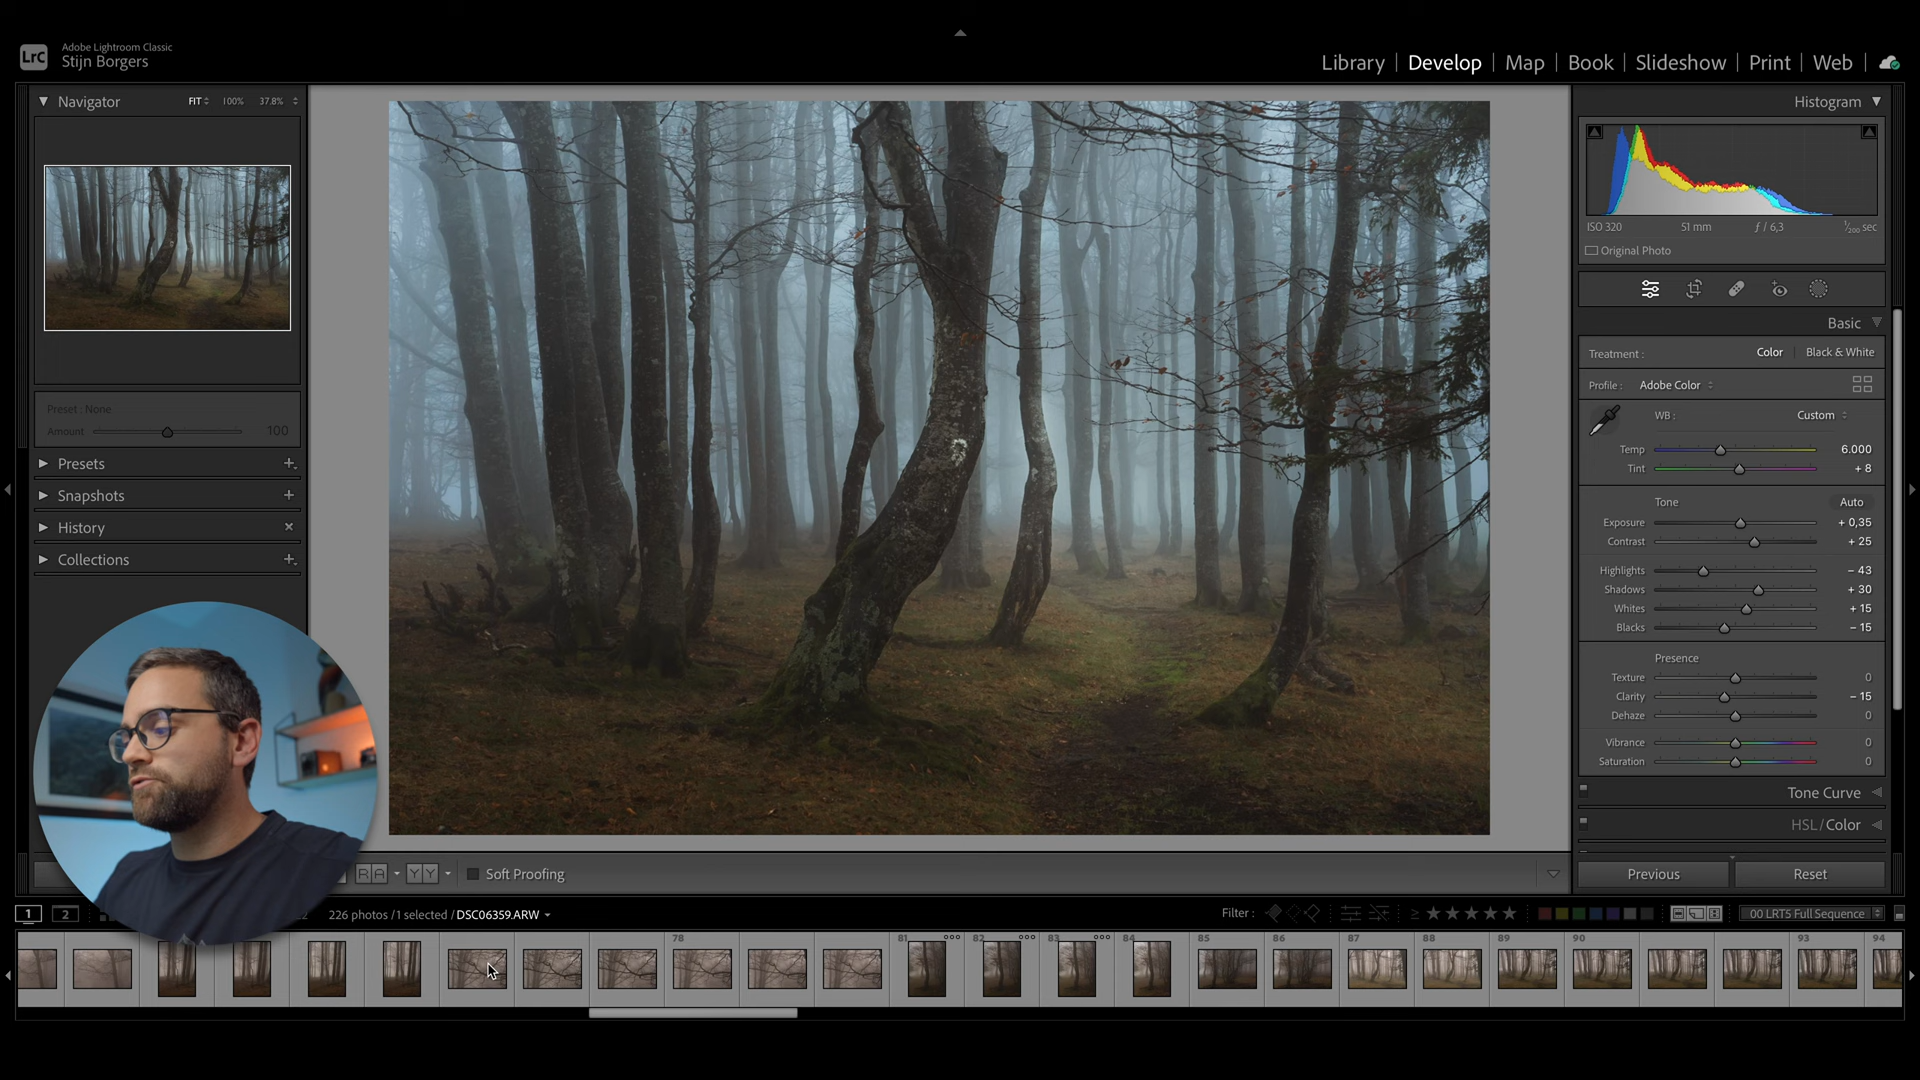 LrC
Adobe Lightroom Classic
Stijn Borgers
Library | Develop | Map | Book | Slideshow | Print | Web
Navigator FIT 100% 37.8%
Preset : None
Amount 100
Presets
Snapshots
History
Collections
Histogram
ISO 320 51 mm ƒ / 6,3 1/200 sec
Original Photo
Basic
Treatment : Color | Black & White
Profile : Adobe Color
WB : Custom
Temp 6.000
Tint + 8
Tone Auto
Exposure + 0,35
Contrast + 25
Highlights – 43
Shadows + 30
Whites + 15
Blacks – 15
Presence
Texture 0
Clarity – 15
Dehaze 0
Vibrance 0
Saturation 0
Tone Curve
HSL / Color
Previous Reset
R A Y Y Soft Proofing
1 2 226 photos / 1 selected / DSC06359.ARW Filter : ≥ 00 LRT5 Full Sequence
78 81 82 83 84 85 86 87 88 89 90 93 94